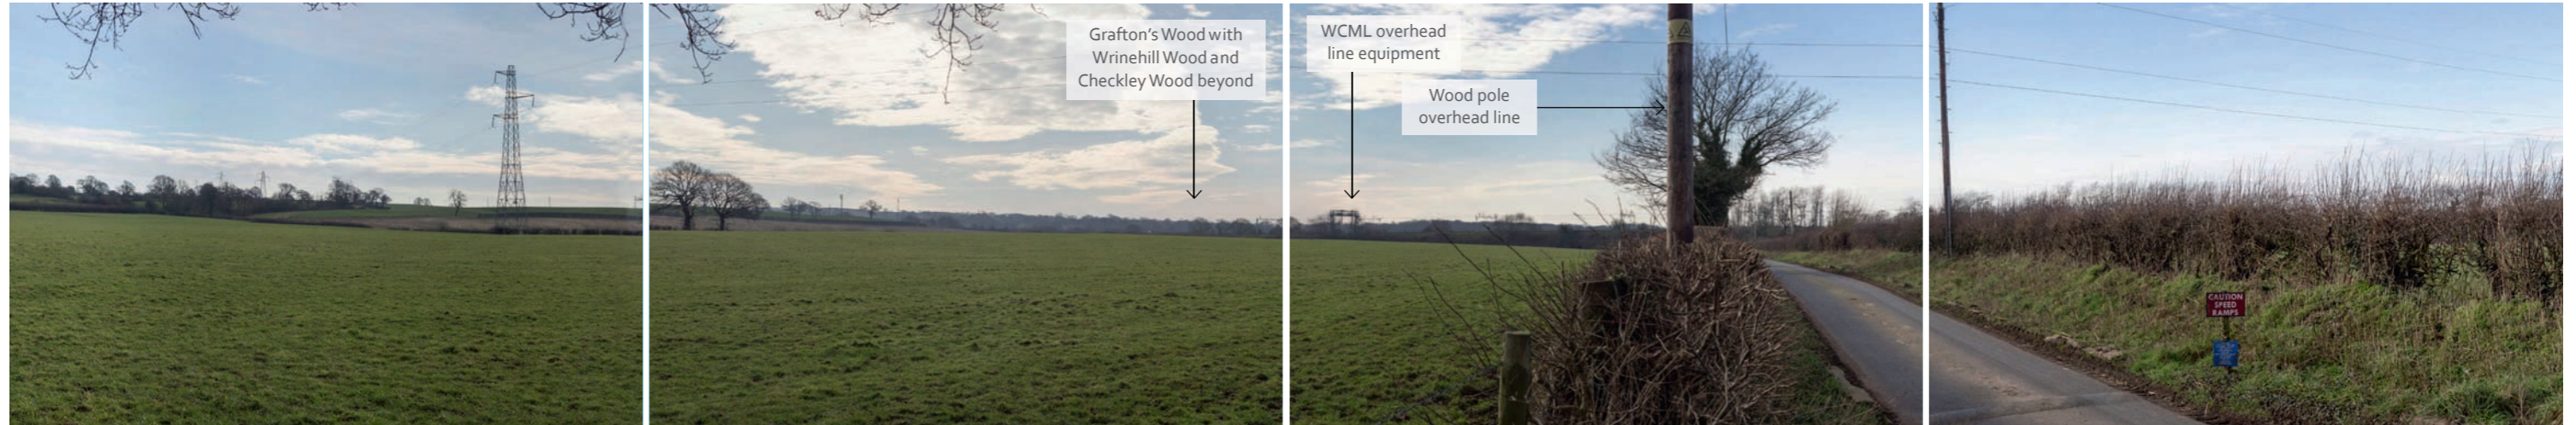 Grafton's Wood with
Wrinehill Wood and
Checkley Wood beyond
WCML overhead
line equipment
Wood pole
overhead line
CAUTION
SPEED
RAMPS